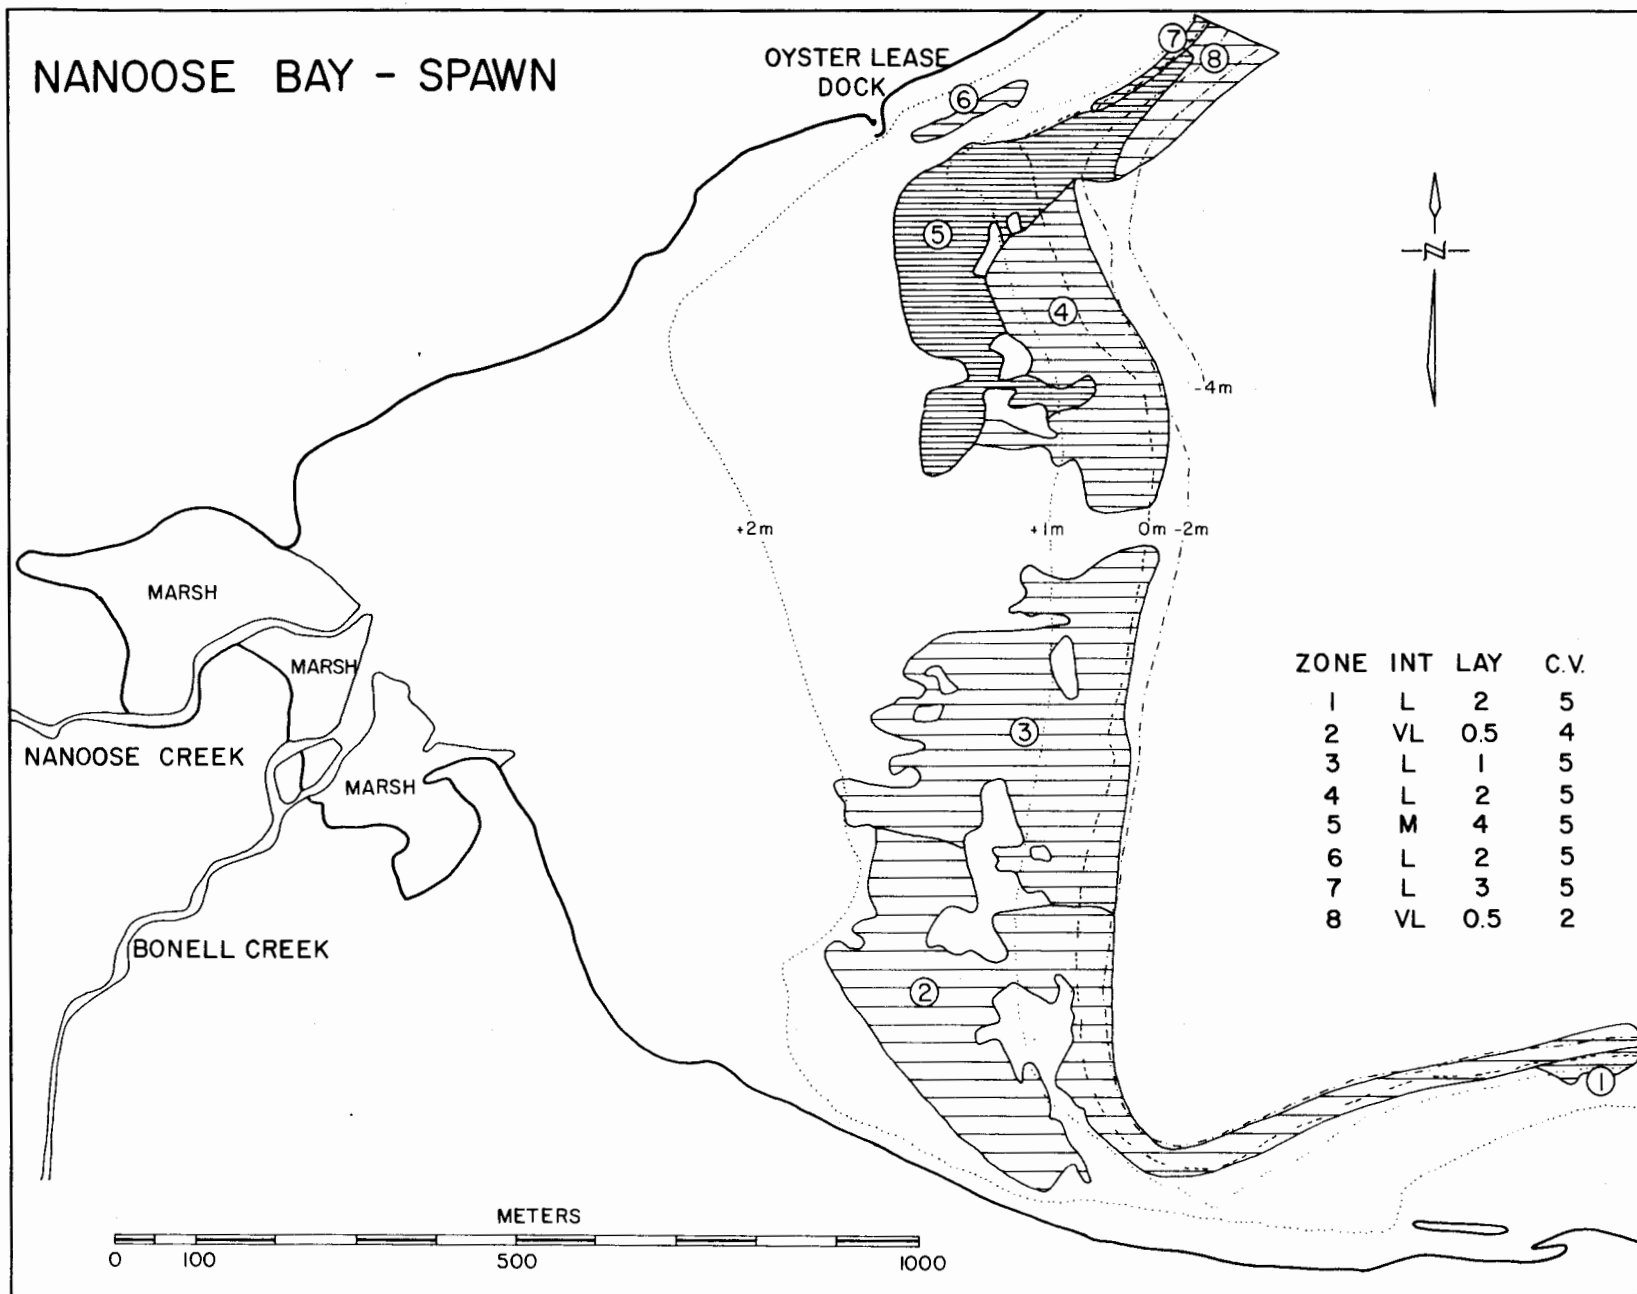 NANOOSE BAY - SPAWN
OYSTER LEASE
DOCK
7
8
6
5
4
N
-4m
+2m
+1m
0m
-2m
MARSH
MARSH
MARSH
NANOOSE CREEK
BONELL CREEK
3
2
1
ZONE INT LAY C.V.
1 L 2 5
2 VL 0.5 4
3 L 1 5
4 L 2 5
5 M 4 5
6 L 2 5
7 L 3 5
8 VL 0.5 2
METERS
0 100 500 1000